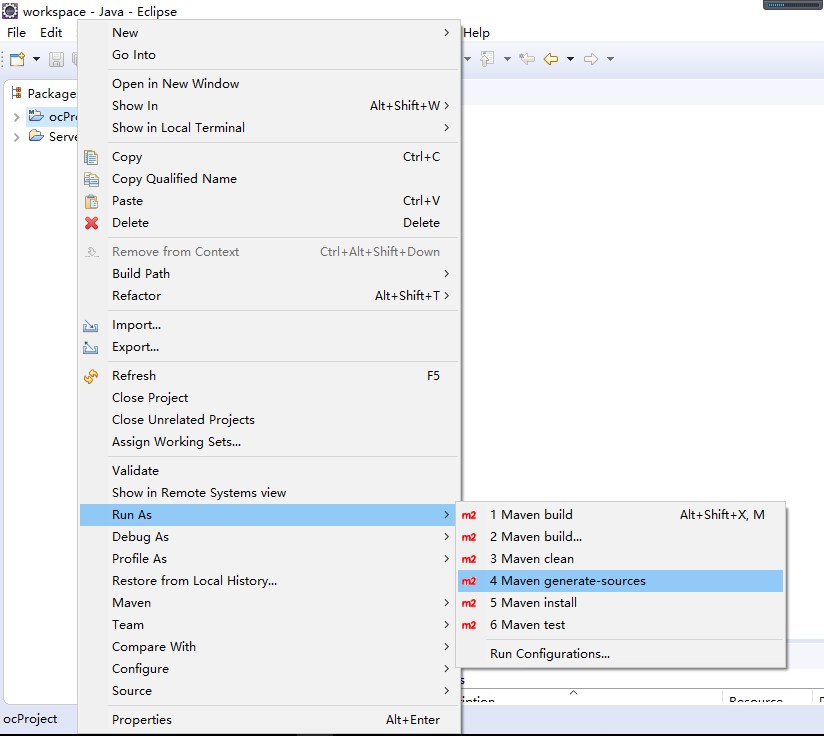 workspace - Java - Eclipse
File Edit Help
Package
ocPro
Serve
New
Go Into
Open in New Window
Show In Alt+Shift+W
Show in Local Terminal
Copy Ctrl+C
Copy Qualified Name
Paste Ctrl+V
Delete Delete
Remove from Context Ctrl+Alt+Shift+Down
Build Path
Refactor Alt+Shift+T
Import...
Export...
Refresh F5
Close Project
Close Unrelated Projects
Assign Working Sets...
Validate
Show in Remote Systems view
Run As
Debug As
Profile As
Restore from Local History...
Maven
Team
Compare With
Configure
Source
Properties Alt+Enter
m2 1 Maven build Alt+Shift+X, M
m2 2 Maven build...
m2 3 Maven clean
m2 4 Maven generate-sources
m2 5 Maven install
m2 6 Maven test
Run Configurations...
Resource
ocProject